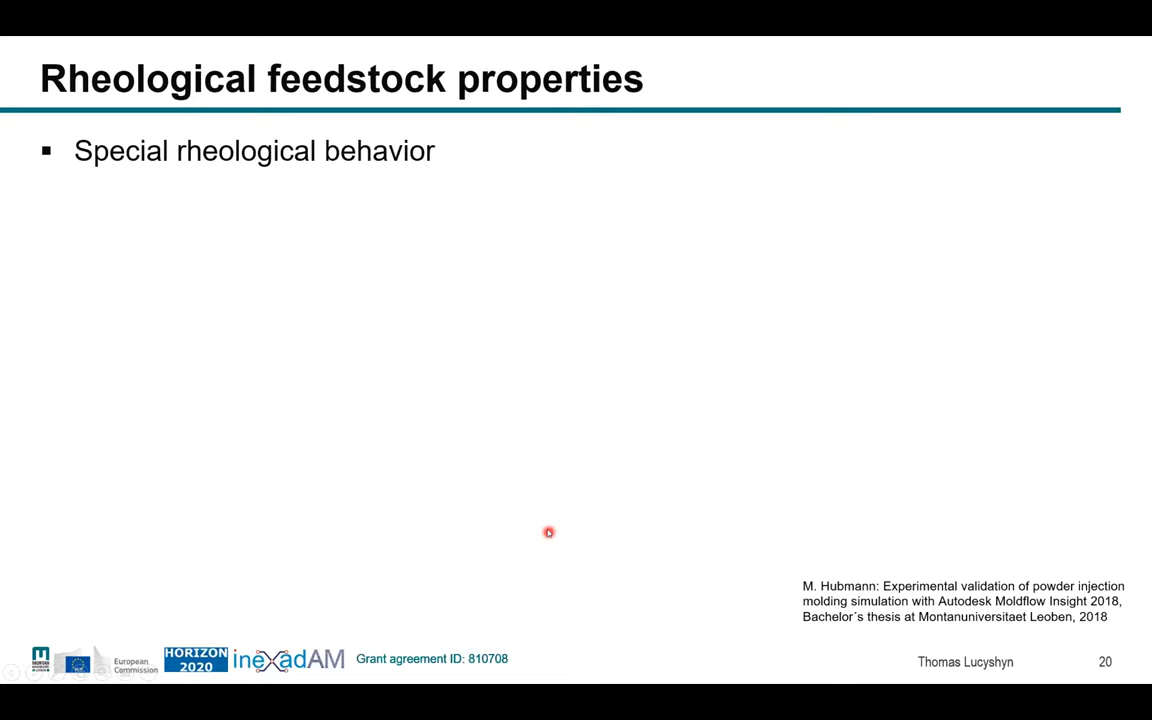 Rheological feedstock properties
▪ Special rheological behavior
M. Hubmann: Experimental validation of powder injection
molding simulation with Autodesk Moldflow Insight 2018,
Bachelor´s thesis at Montanuniversitaet Leoben, 2018
European
Commission
HORIZON
2020
inexadAM
Grant agreement ID: 810708
Thomas Lucyshyn
20